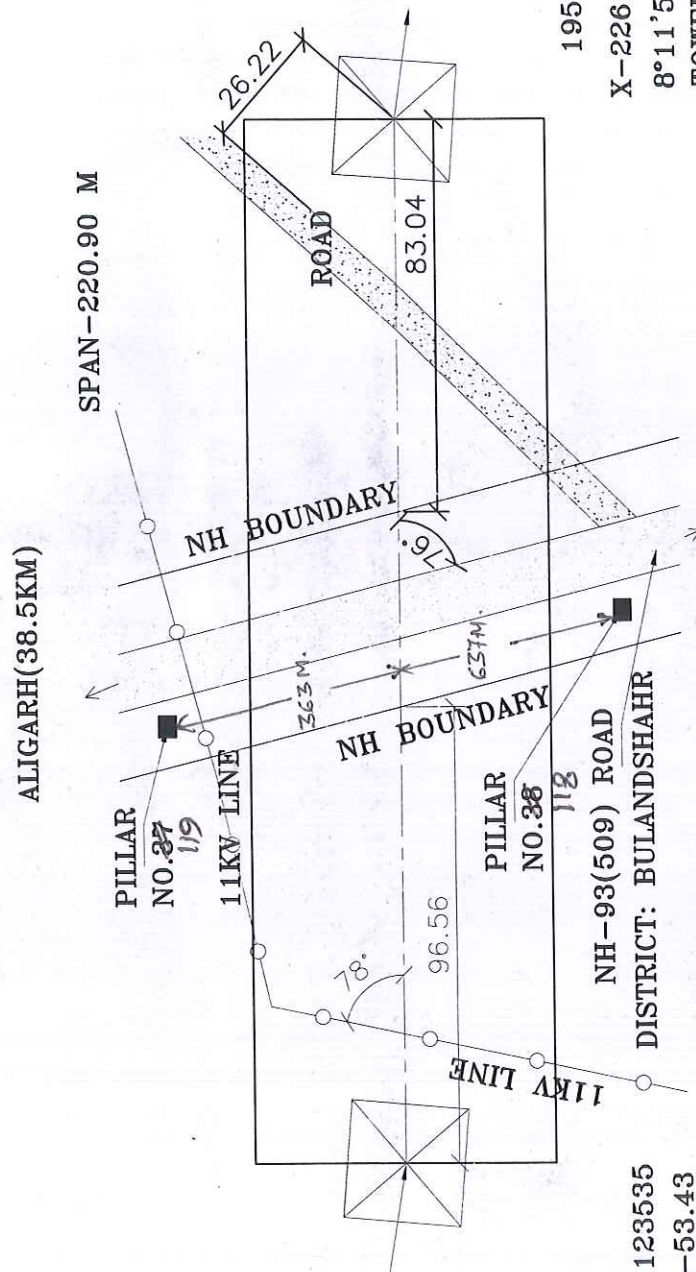 ALIGARH(38.5KM)
SPAN-220.90 M
26.22
ROAD
83.04
NH BOUNDARY
76°
363M.
637M.
NH BOUNDARY
PILLAR
NO.37
119
11KV LINE
78°
96.56
11KV LINE
PILLAR
NO.38
118
NH-93(509) ROAD
DISTRICT: BULANDSHAHR
123535
-53.43
195
X-226
8°11'5